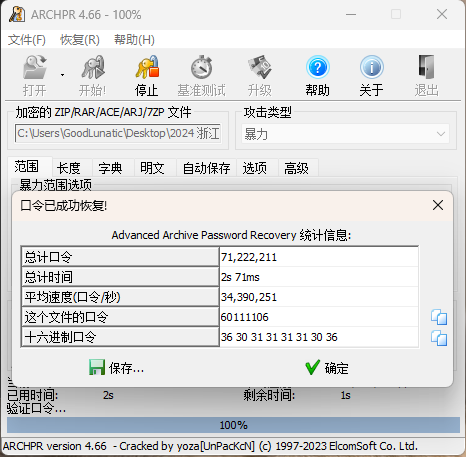 ARCHPR 4.66 - 100%
文件(F) 恢复(R) 帮助(H)
打开 开始! 停止 基准测试 升级 帮助 关于 退出
加密的 ZIP/RAR/ACE/ARJ/7ZP 文件 攻击类型
C:\Users\GoodLunatic\Desktop\2024 浙江 暴力
范围 长度 字典 明文 自动保存 选项 高级
暴力范围选项
口令已成功恢复!
Advanced Archive Password Recovery 统计信息:
总计口令 71,222,211
总计时间 2s 71ms
平均速度(口令/秒) 34,390,251
这个文件的口令 60111106
十六进制口令 36 30 31 31 31 31 30 36
保存... 确定
已用时间: 2s 剩余时间: 1s
验证口令...
100%
ARCHPR version 4.66 - Cracked by yoza[UnPacKcN] (c) 1997-2023 ElcomSoft Co. Ltd.